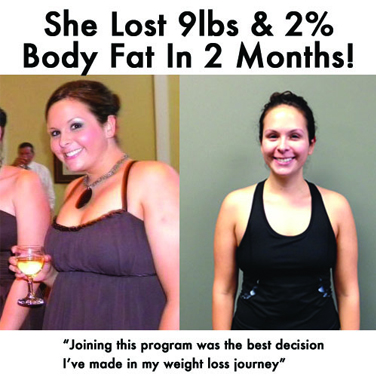 She Lost 9lbs & 2%
Body Fat In 2 Months!
“Joining this program was the best decision
I’ve made in my weight loss journey”